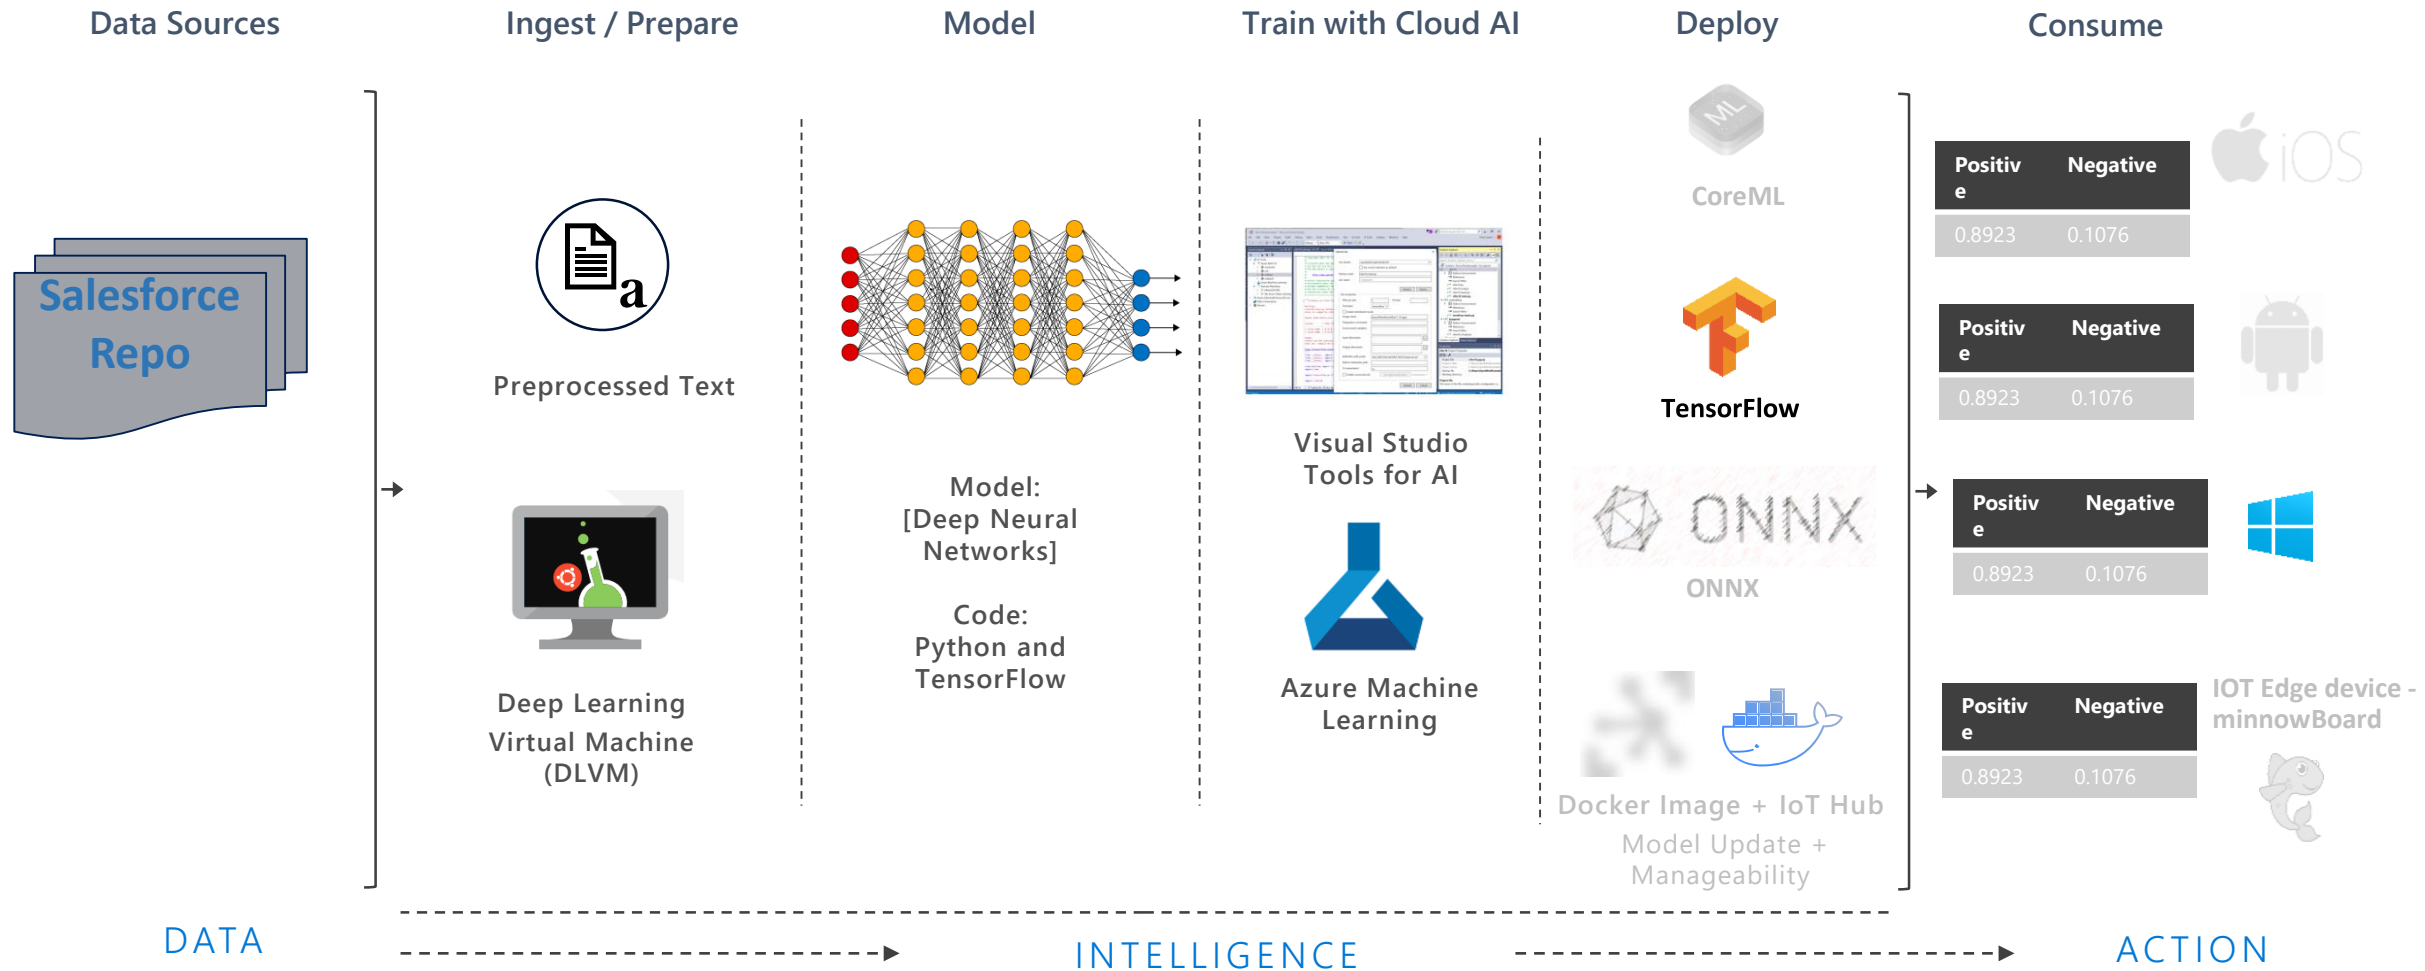 Data Sources
Ingest / Prepare
Model
Train with Cloud AI
Deploy
Consume
Salesforce
Repo
a
Preprocessed Text
Deep Learning
Virtual Machine
(DLVM)
Model:
[Deep Neural
Networks]
Code:
Python and
TensorFlow
Visual Studio
Tools for AI
Azure Machine
Learning
ML
CoreML
TensorFlow
ONNX
ONNX
Docker Image + IoT Hub
Model Update +
Manageability
Positiv
e
Negative
0.8923
0.1076
iOS
Positiv
e
Negative
0.8923
0.1076
Positiv
e
Negative
0.8923
0.1076
Positiv
e
Negative
0.8923
0.1076
IOT Edge device -
minnowBoard
DATA
INTELLIGENCE
ACTION